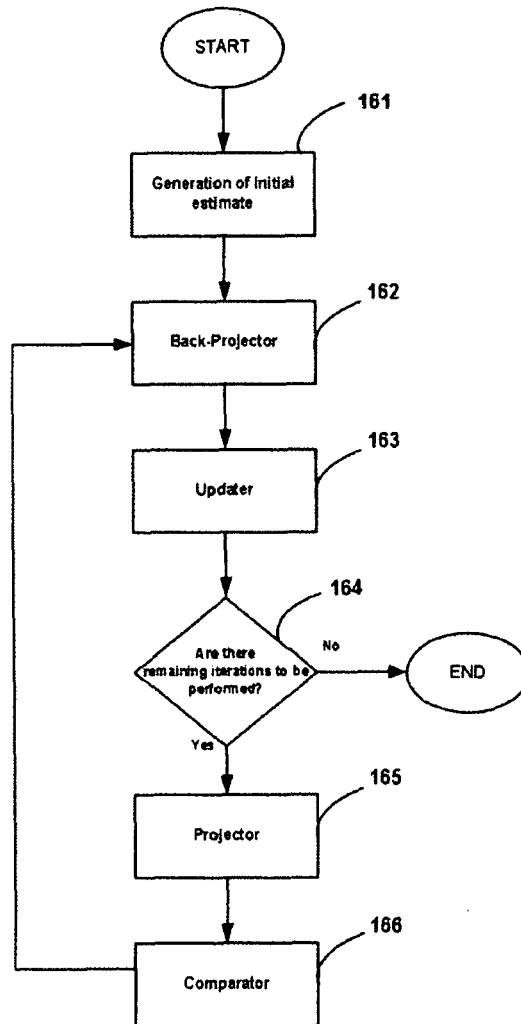 START
161
Generation of Initial
estimate
162
Back-Projector
163
Updater
164
Are there
remaining iterations to be
performed?
No
END
Yes
165
Projector
166
Comparator